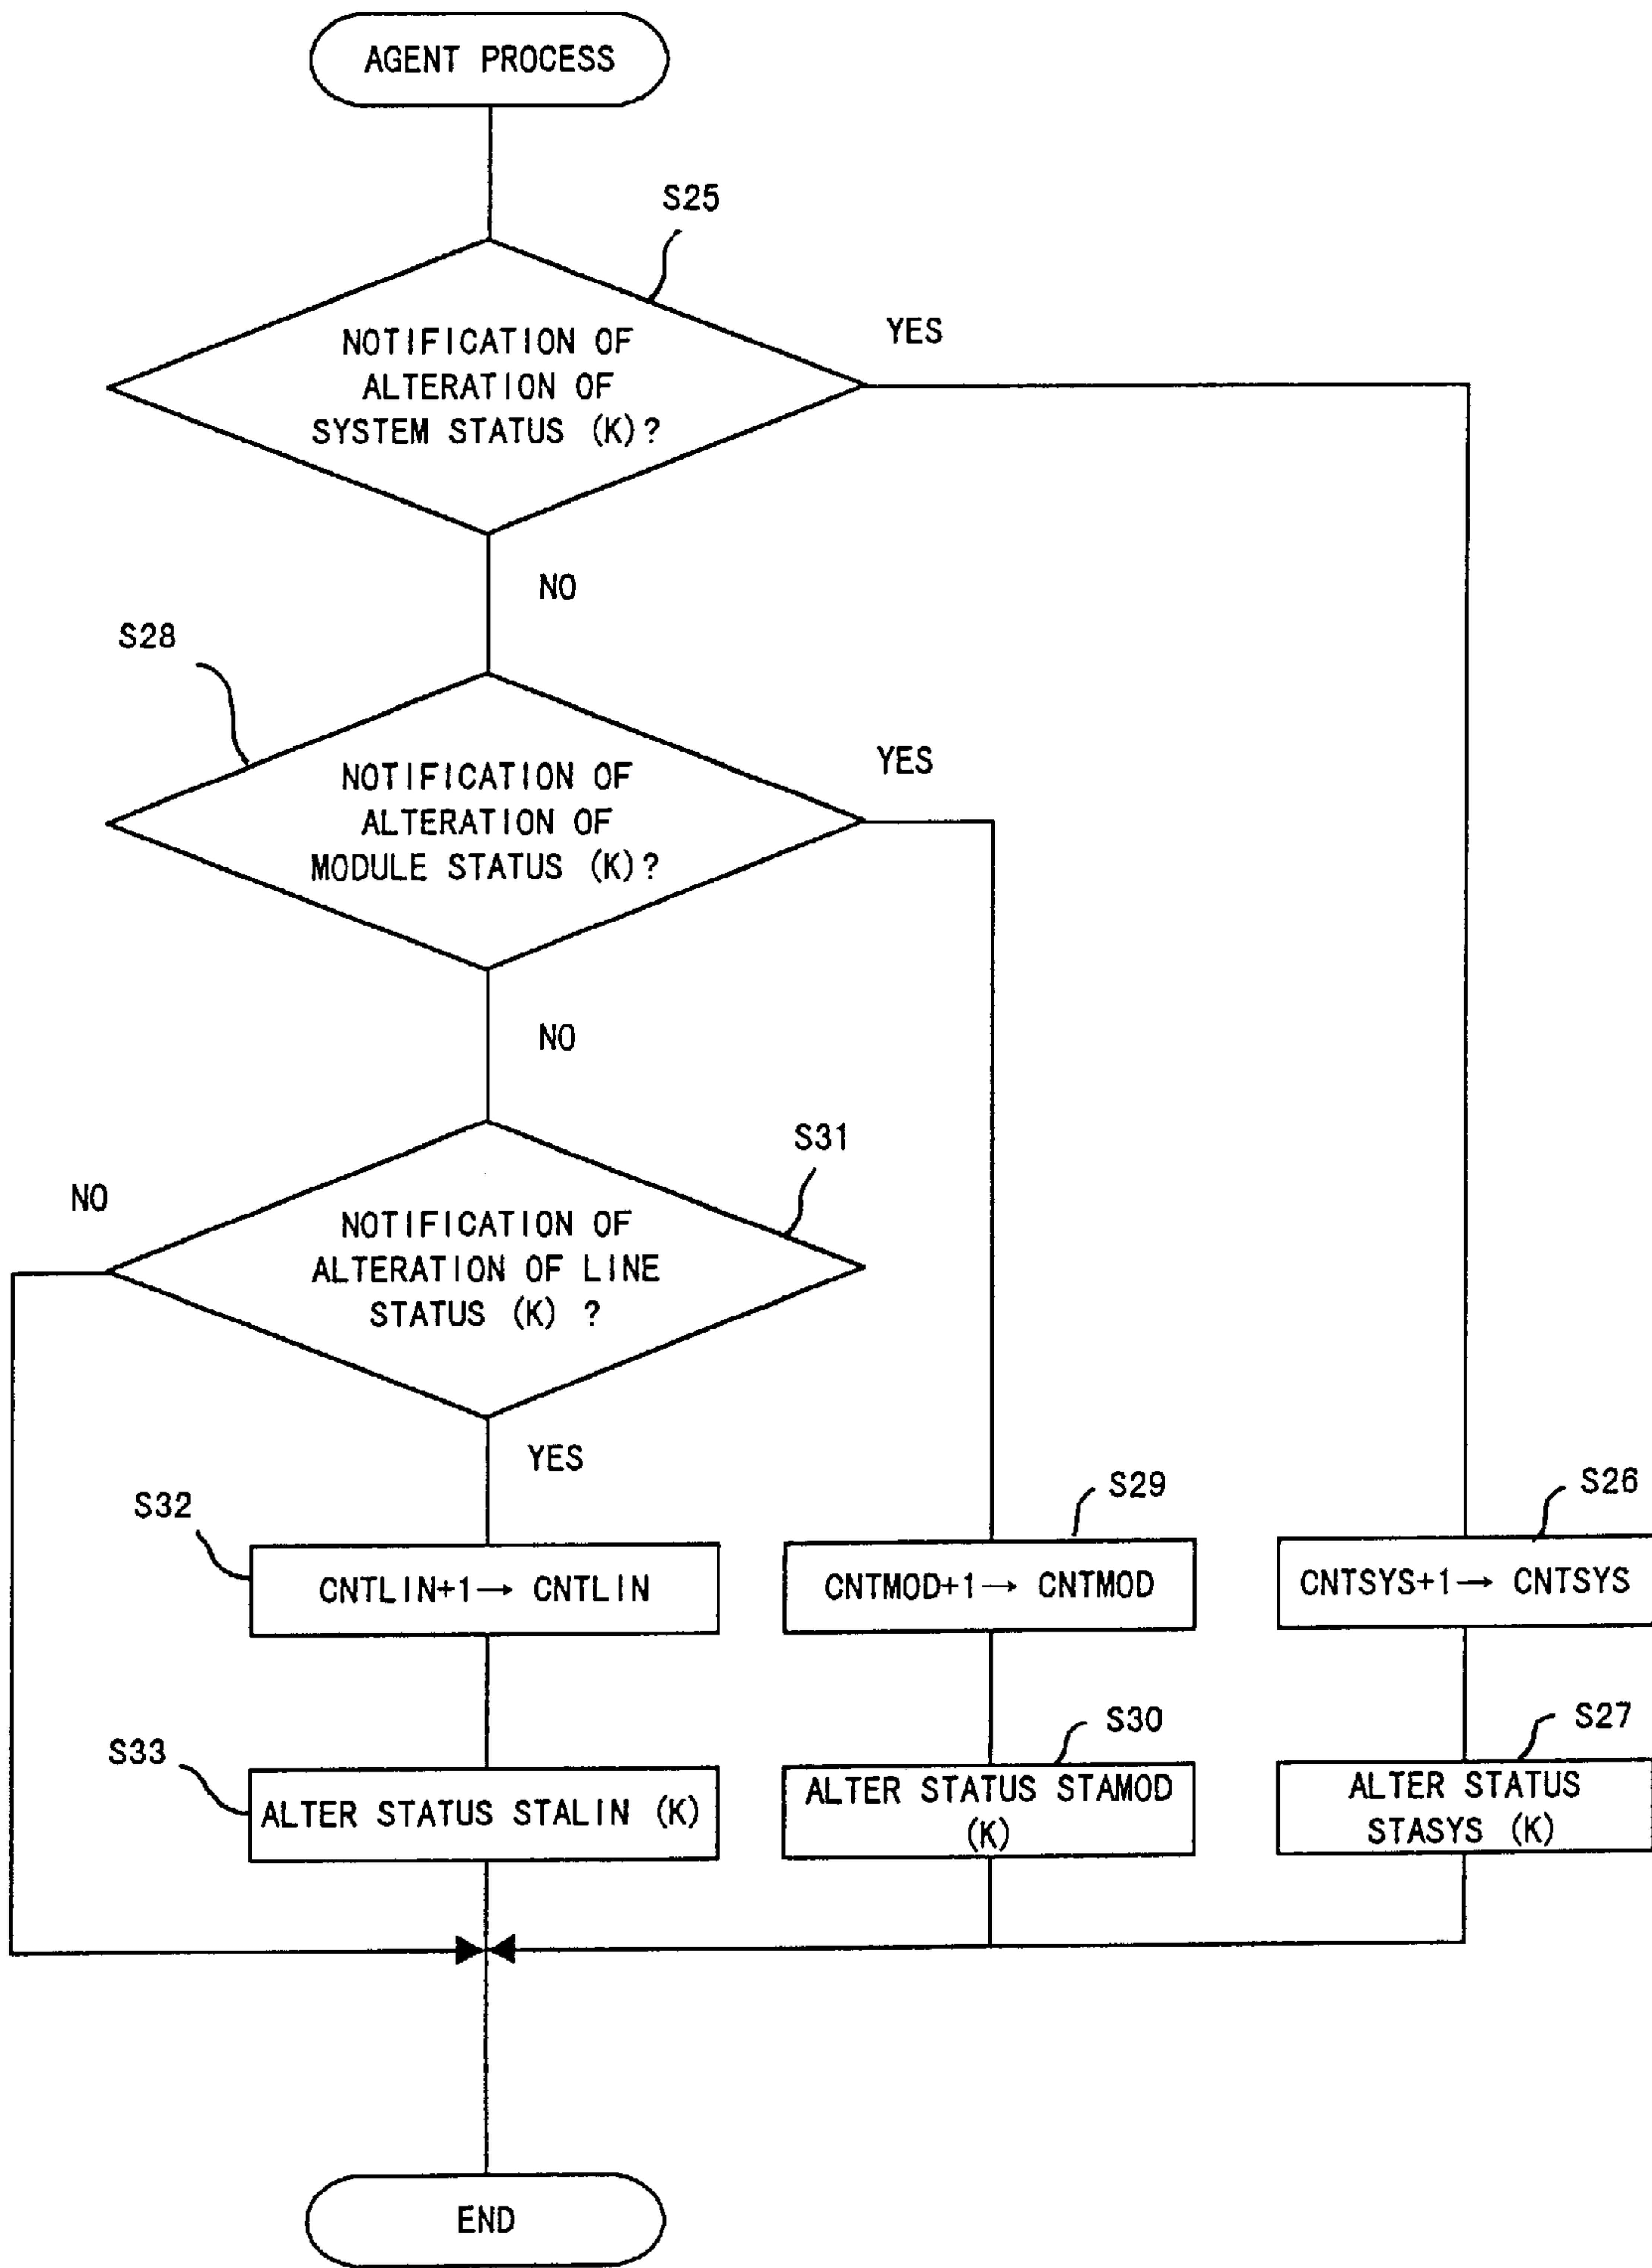 AGENT PROCESS
S25
NOTIFICATION OF
ALTERATION OF
SYSTEM STATUS (K)?
YES
NO
S28
NOTIFICATION OF
ALTERATION OF
MODULE STATUS (K)?
YES
NO
S31
NO
NOTIFICATION OF
ALTERATION OF LINE
STATUS (K) ?
YES
S32
CNTLIN+1→ CNTLIN
S29
CNTMOD+1→ CNTMOD
S26
CNTSYS+1→ CNTSYS
S33
ALTER STATUS STALIN (K)
S30
ALTER STATUS STAMOD
(K)
S27
ALTER STATUS
STASYS (K)
END